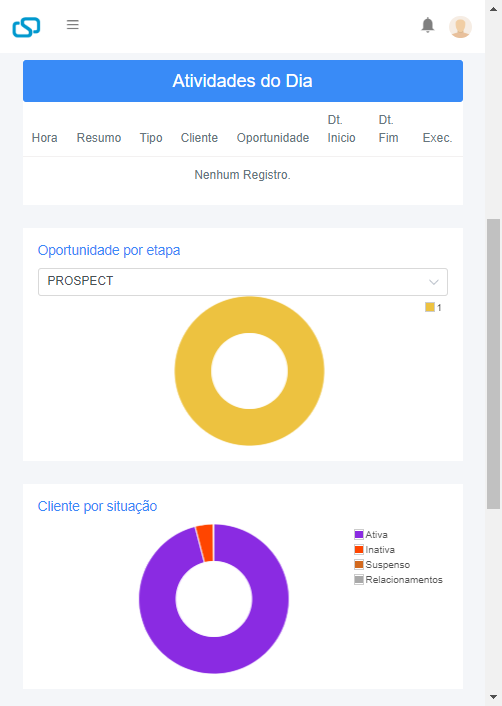 Atividades do Dia
Hora Resumo Tipo Cliente Oportunidade Dt. Inicio Dt. Fim Exec.
Nenhum Registro.
Oportunidade por etapa
PROSPECT
1
Cliente por situação
Ativa
Inativa
Suspenso
Relacionamentos